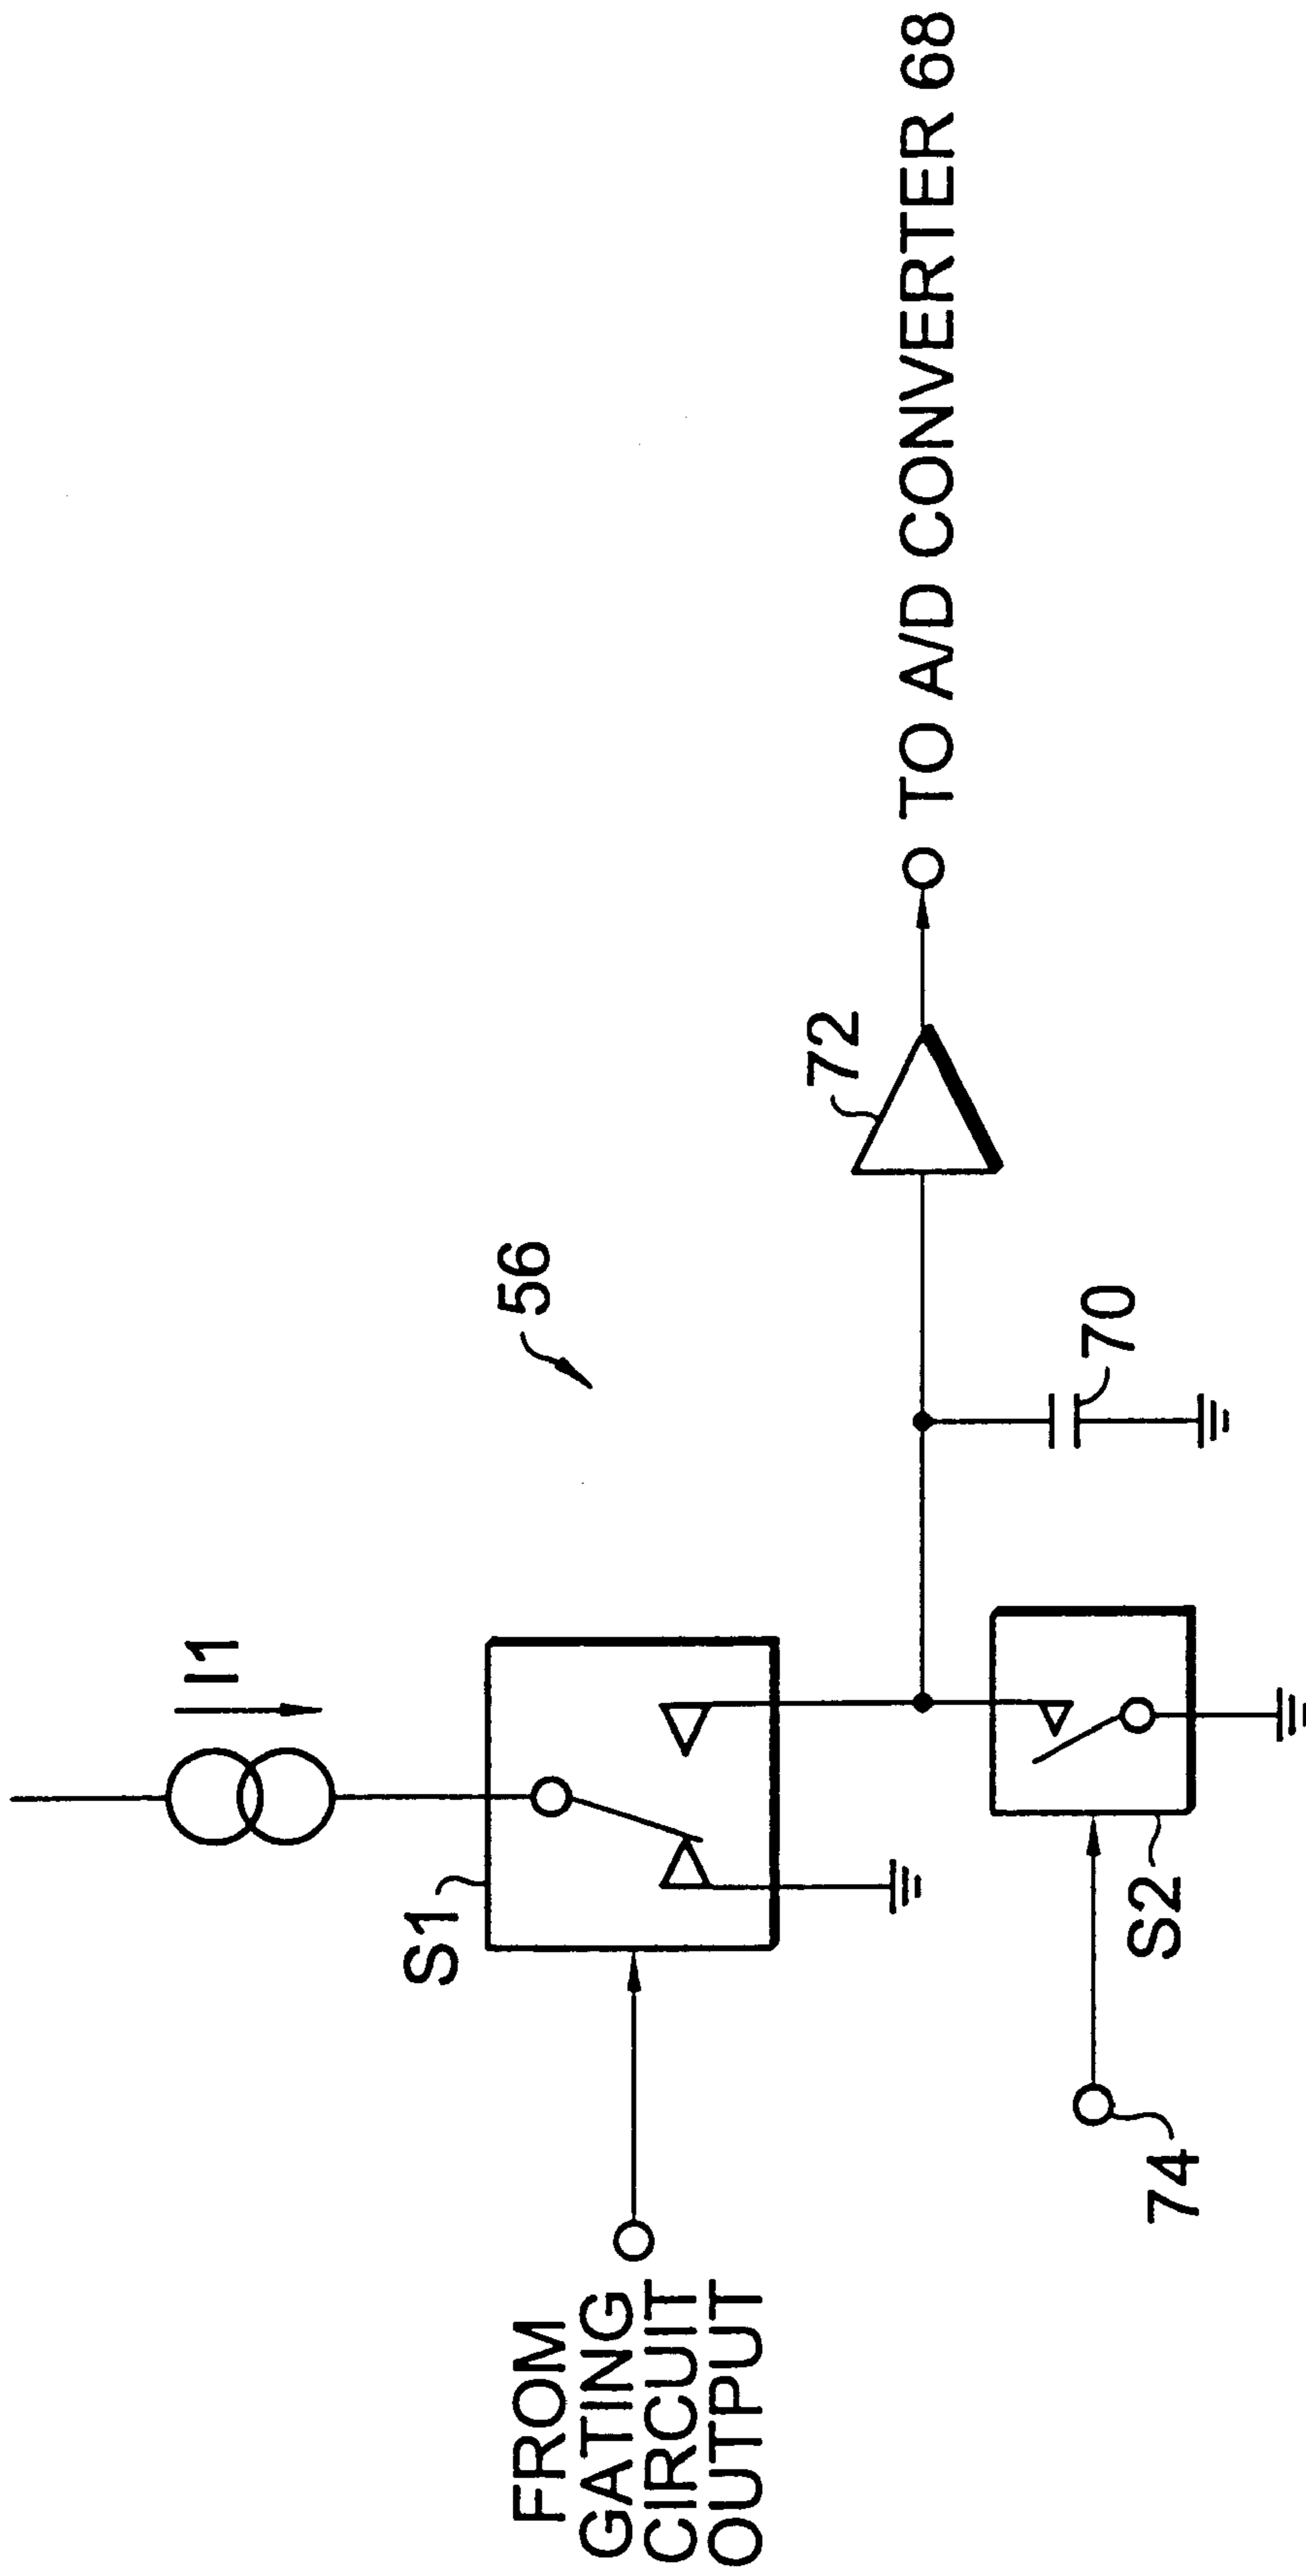 I1
S1
56
FROM
GATING
CIRCUIT
OUTPUT
72
TO A/D CONVERTER 68
70
S2
74